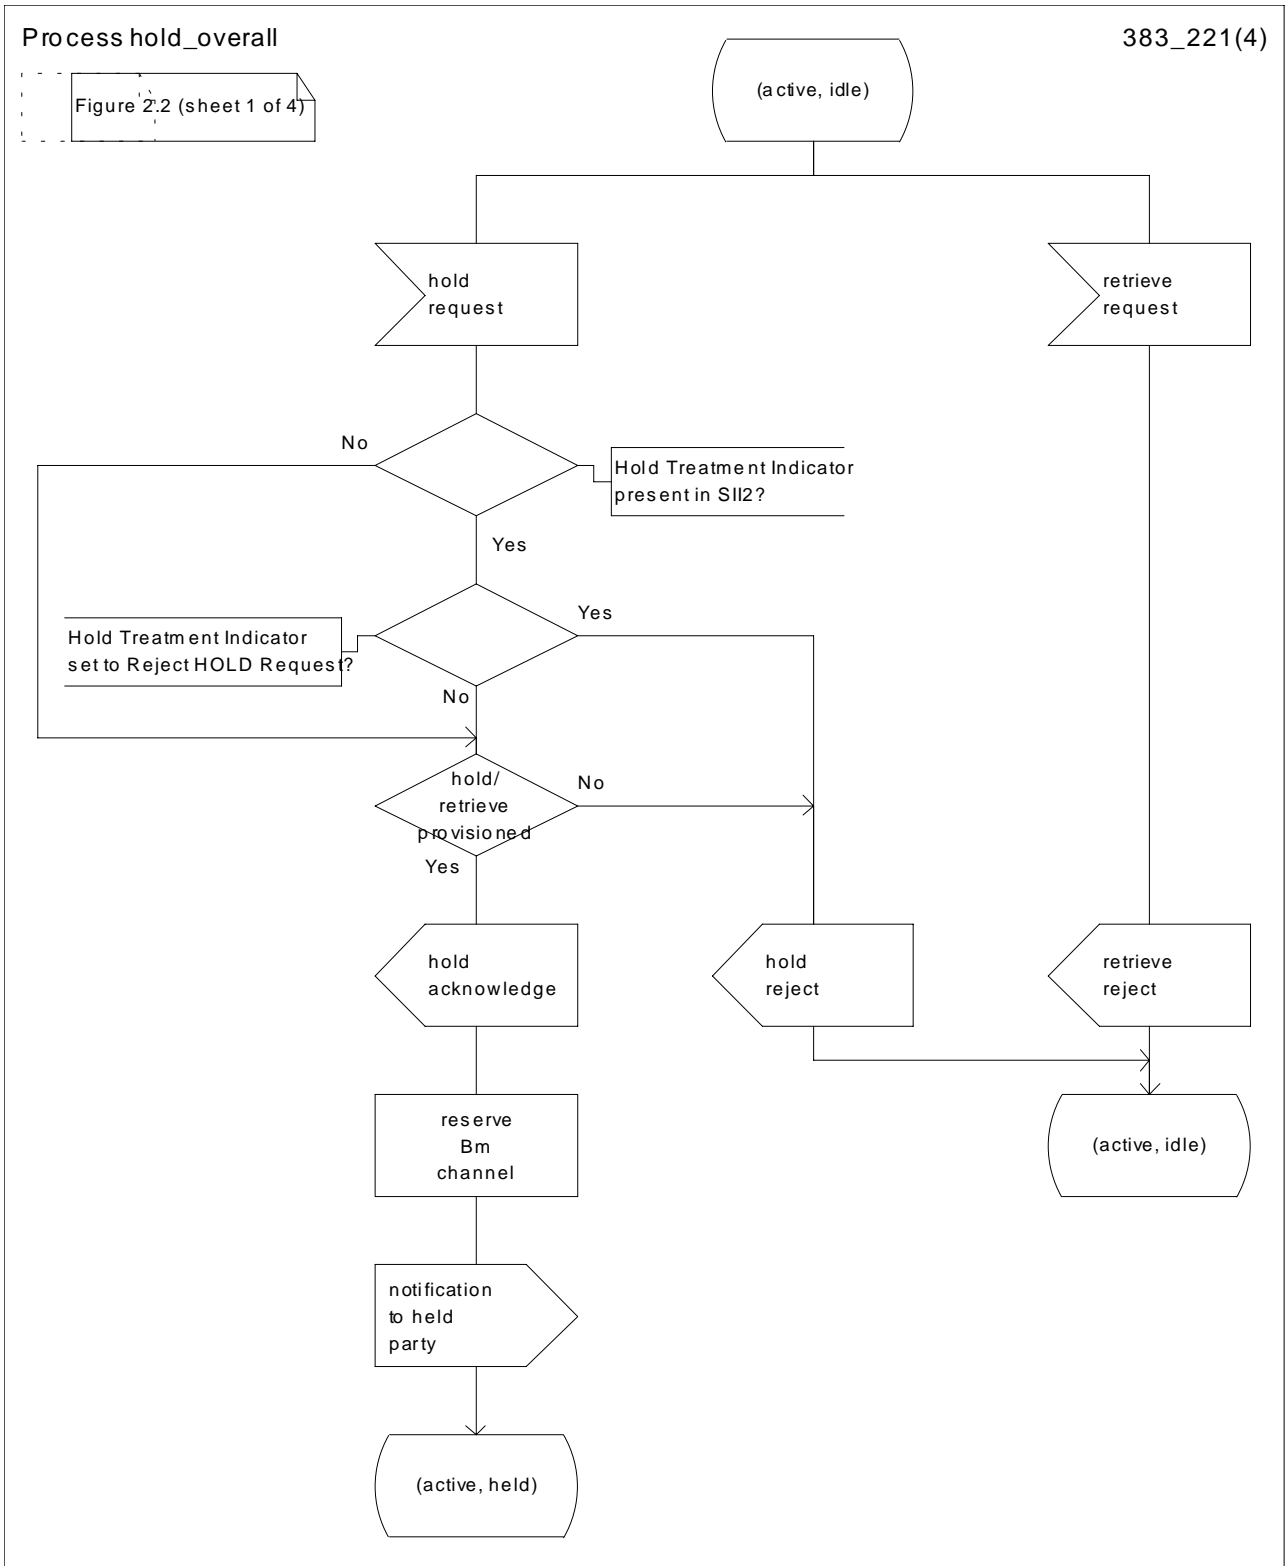 Process hold_overall
383_221(4)
Figure 2.2 (sheet 1 of 4)
(active, idle)
hold
request
retrieve
request
No
Hold Treatment Indicator
present in SII2?
Yes
Yes
Hold Treatment Indicator
set to Reject HOLD Request?
No
hold/
retrieve
provisioned
No
Yes
hold
acknowledge
hold
reject
retrieve
reject
reserve
Bm
channel
(active, idle)
notification
to held
party
(active, held)